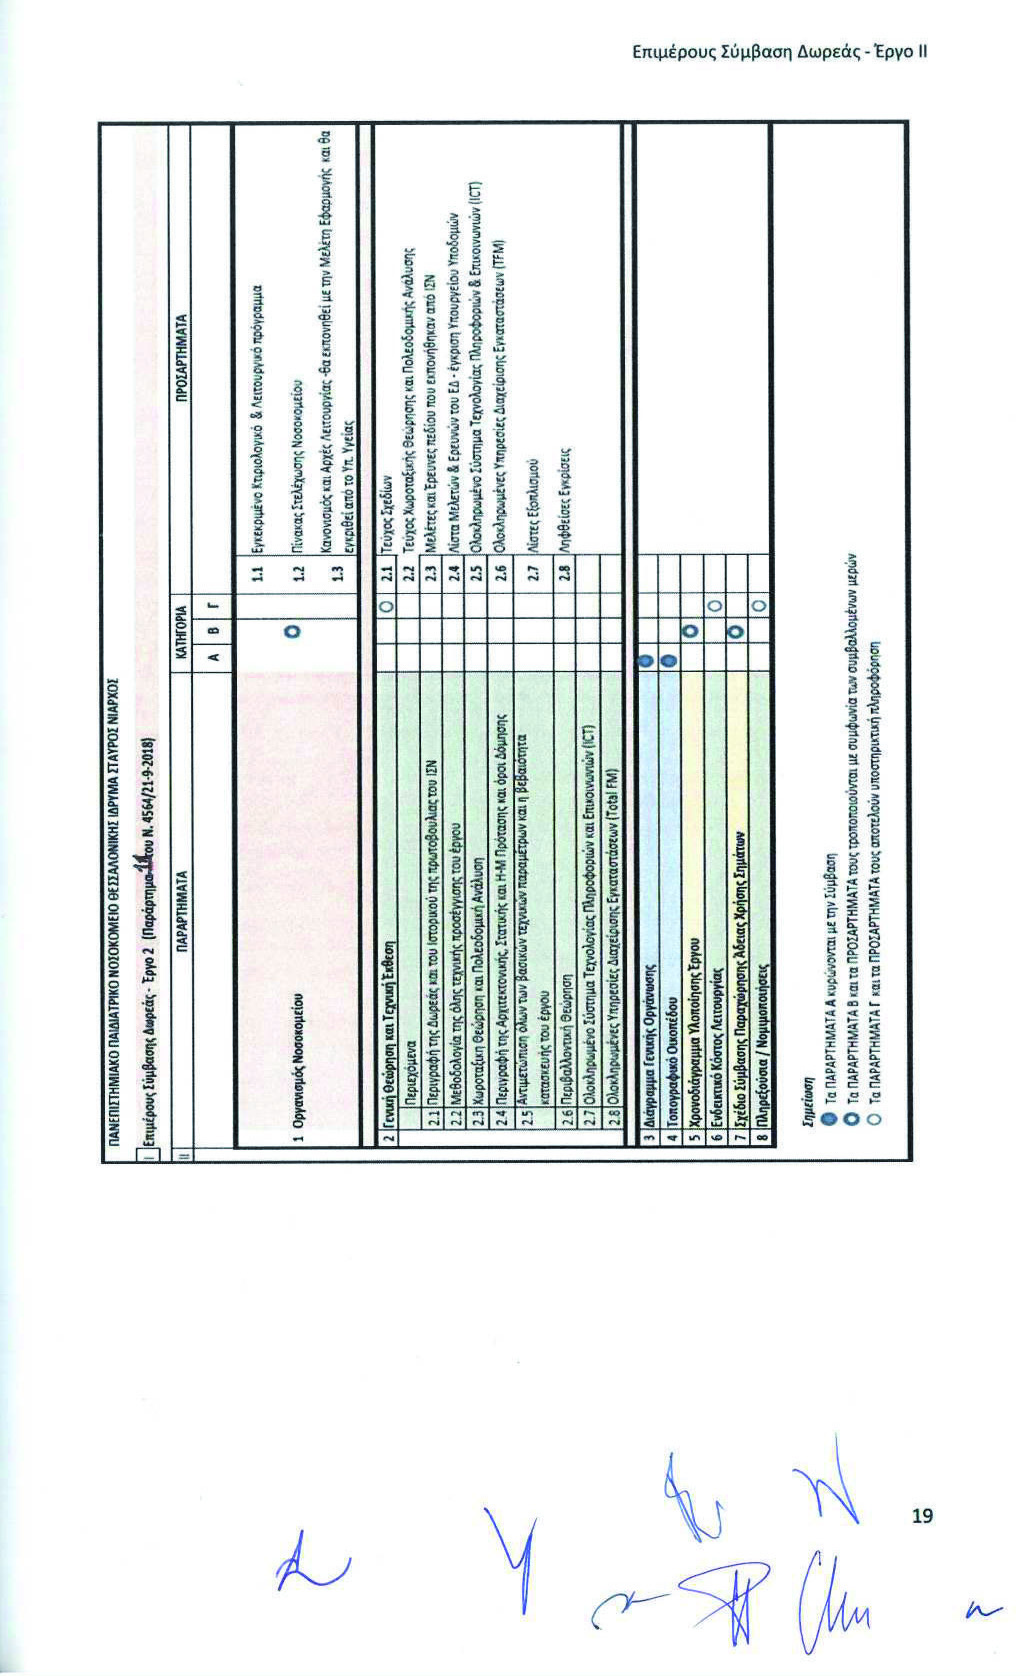 Επιμέρους Σύμβαση Δωρεάς - Έργο ΙΙ
ΠΑΝΕΠΙΣΤΗΜΙΑΚΟ ΠΑΙΔΙΑΤΡΙΚΟ ΝΟΣΟΚΟΜΕΙΟ ΘΕΣΣΑΛΟΝΙΚΗΣ ΙΔΡΥΜΑ ΣΤΑΥΡΟΣ ΝΙΑΡΧΟΣ
I Επιμέρους Σύμβασης Δωρεάς - Έργο 2 (Παράρτημα 11 του Ν. 4564/21-9-2018)
II ΠΑΡΑΡΤΗΜΑΤΑ ΚΑΤΗΓΟΡΙΑ ΠΡΟΣΑΡΤΗΜΑΤΑ
Α Β Γ
1.1 Εγκεκριμένο Κτιριολογικό & Λειτουργικό πρόγραμμα
1 Οργανισμός Νοσοκομείου 1.2 Πίνακας Στελέχωσης Νοσοκομείου
1.3 Κανονισμός και Αρχές Λειτουργίας -Θα εκπονηθεί με την Μελέτη Εφαρμογής και θα
εγκριθεί από το Υπ. Υγείας
2 Γενική Θεώρηση και Τεχνική Έκθεση 2.1 Τεύχος Σχεδίων
Περιεχόμενα 2.2 Τεύχος Χωροταξικής Θεώρησης και Πολεοδομικής Ανάλυσης
2.1 Περιγραφή της Δωρεάς και του Ιστορικού της πρωτοβουλίας του ΙΣΝ 2.3 Μελέτες και Έρευνες πεδίου που εκπονήθηκαν από ΙΣΝ
2.2 Μεθοδολογία της όλης τεχνικής προσέγγισης του έργου 2.4 Λίστα Μελετών & Ερευνών του ΕΔ - έγκριση Υπουργείου Υποδομών
2.3 Χωροταξική Θεώρηση και Πολεοδομική Ανάλυση 2.5 Ολοκληρωμένο Σύστημα Τεχνολογίας Πληροφοριών & Επικοινωνιών (ICT)
2.4 Περιγραφή της Αρχιτεκτονικής, Στατικής και Η-Μ Πρότασης και όροι Δόμησης 2.6 Ολοκληρωμένες Υπηρεσίες Διαχείρισης Εγκαταστάσεων (TFM)
2.5 Αντιμετώπιση όλων των βασικών τεχνικών παραμέτρων και η βεβαιότητα
κατασκευής του έργου 2.7 Λίστες Εξοπλισμού
2.6 Περιβαλλοντική Θεώρηση 2.8 Ληφθείσες Εγκρίσεις
2.7 Ολοκληρωμένο Σύστημα Τεχνολογίας Πληροφοριών και Επικοινωνιών (ICT)
2.8 Ολοκληρωμένες Υπηρεσίες Διαχείρισης Εγκαταστάσεων (Total FM)
3 Διάγραμμα Γενικής Οργάνωσης
4 Τοπογραφικό Οικοπέδου
5 Χρονοδιάγραμμα Υλοποίησης Έργου
6 Ενδεικτικό Κόστος Λειτουργίας
7 Σχέδιο Σύμβασης Παραχώρησης Άδειας Χρήσης Σημάτων
8 Πληρεξούσια / Νομιμοποιήσεις
Σημείωση
Τα ΠΑΡΑΡΤΗΜΑΤΑ Α κυρώνονται με την Σύμβαση
Τα ΠΑΡΑΡΤΗΜΑΤΑ Β και τα ΠΡΟΣΑΡΤΗΜΑΤΑ τους τροποποιούνται με συμφωνία των συμβαλλομένων μερών
Τα ΠΑΡΑΡΤΗΜΑΤΑ Γ και τα ΠΡΟΣΑΡΤΗΜΑΤΑ τους αποτελούν υποστηρικτική πληροφόρηση
19